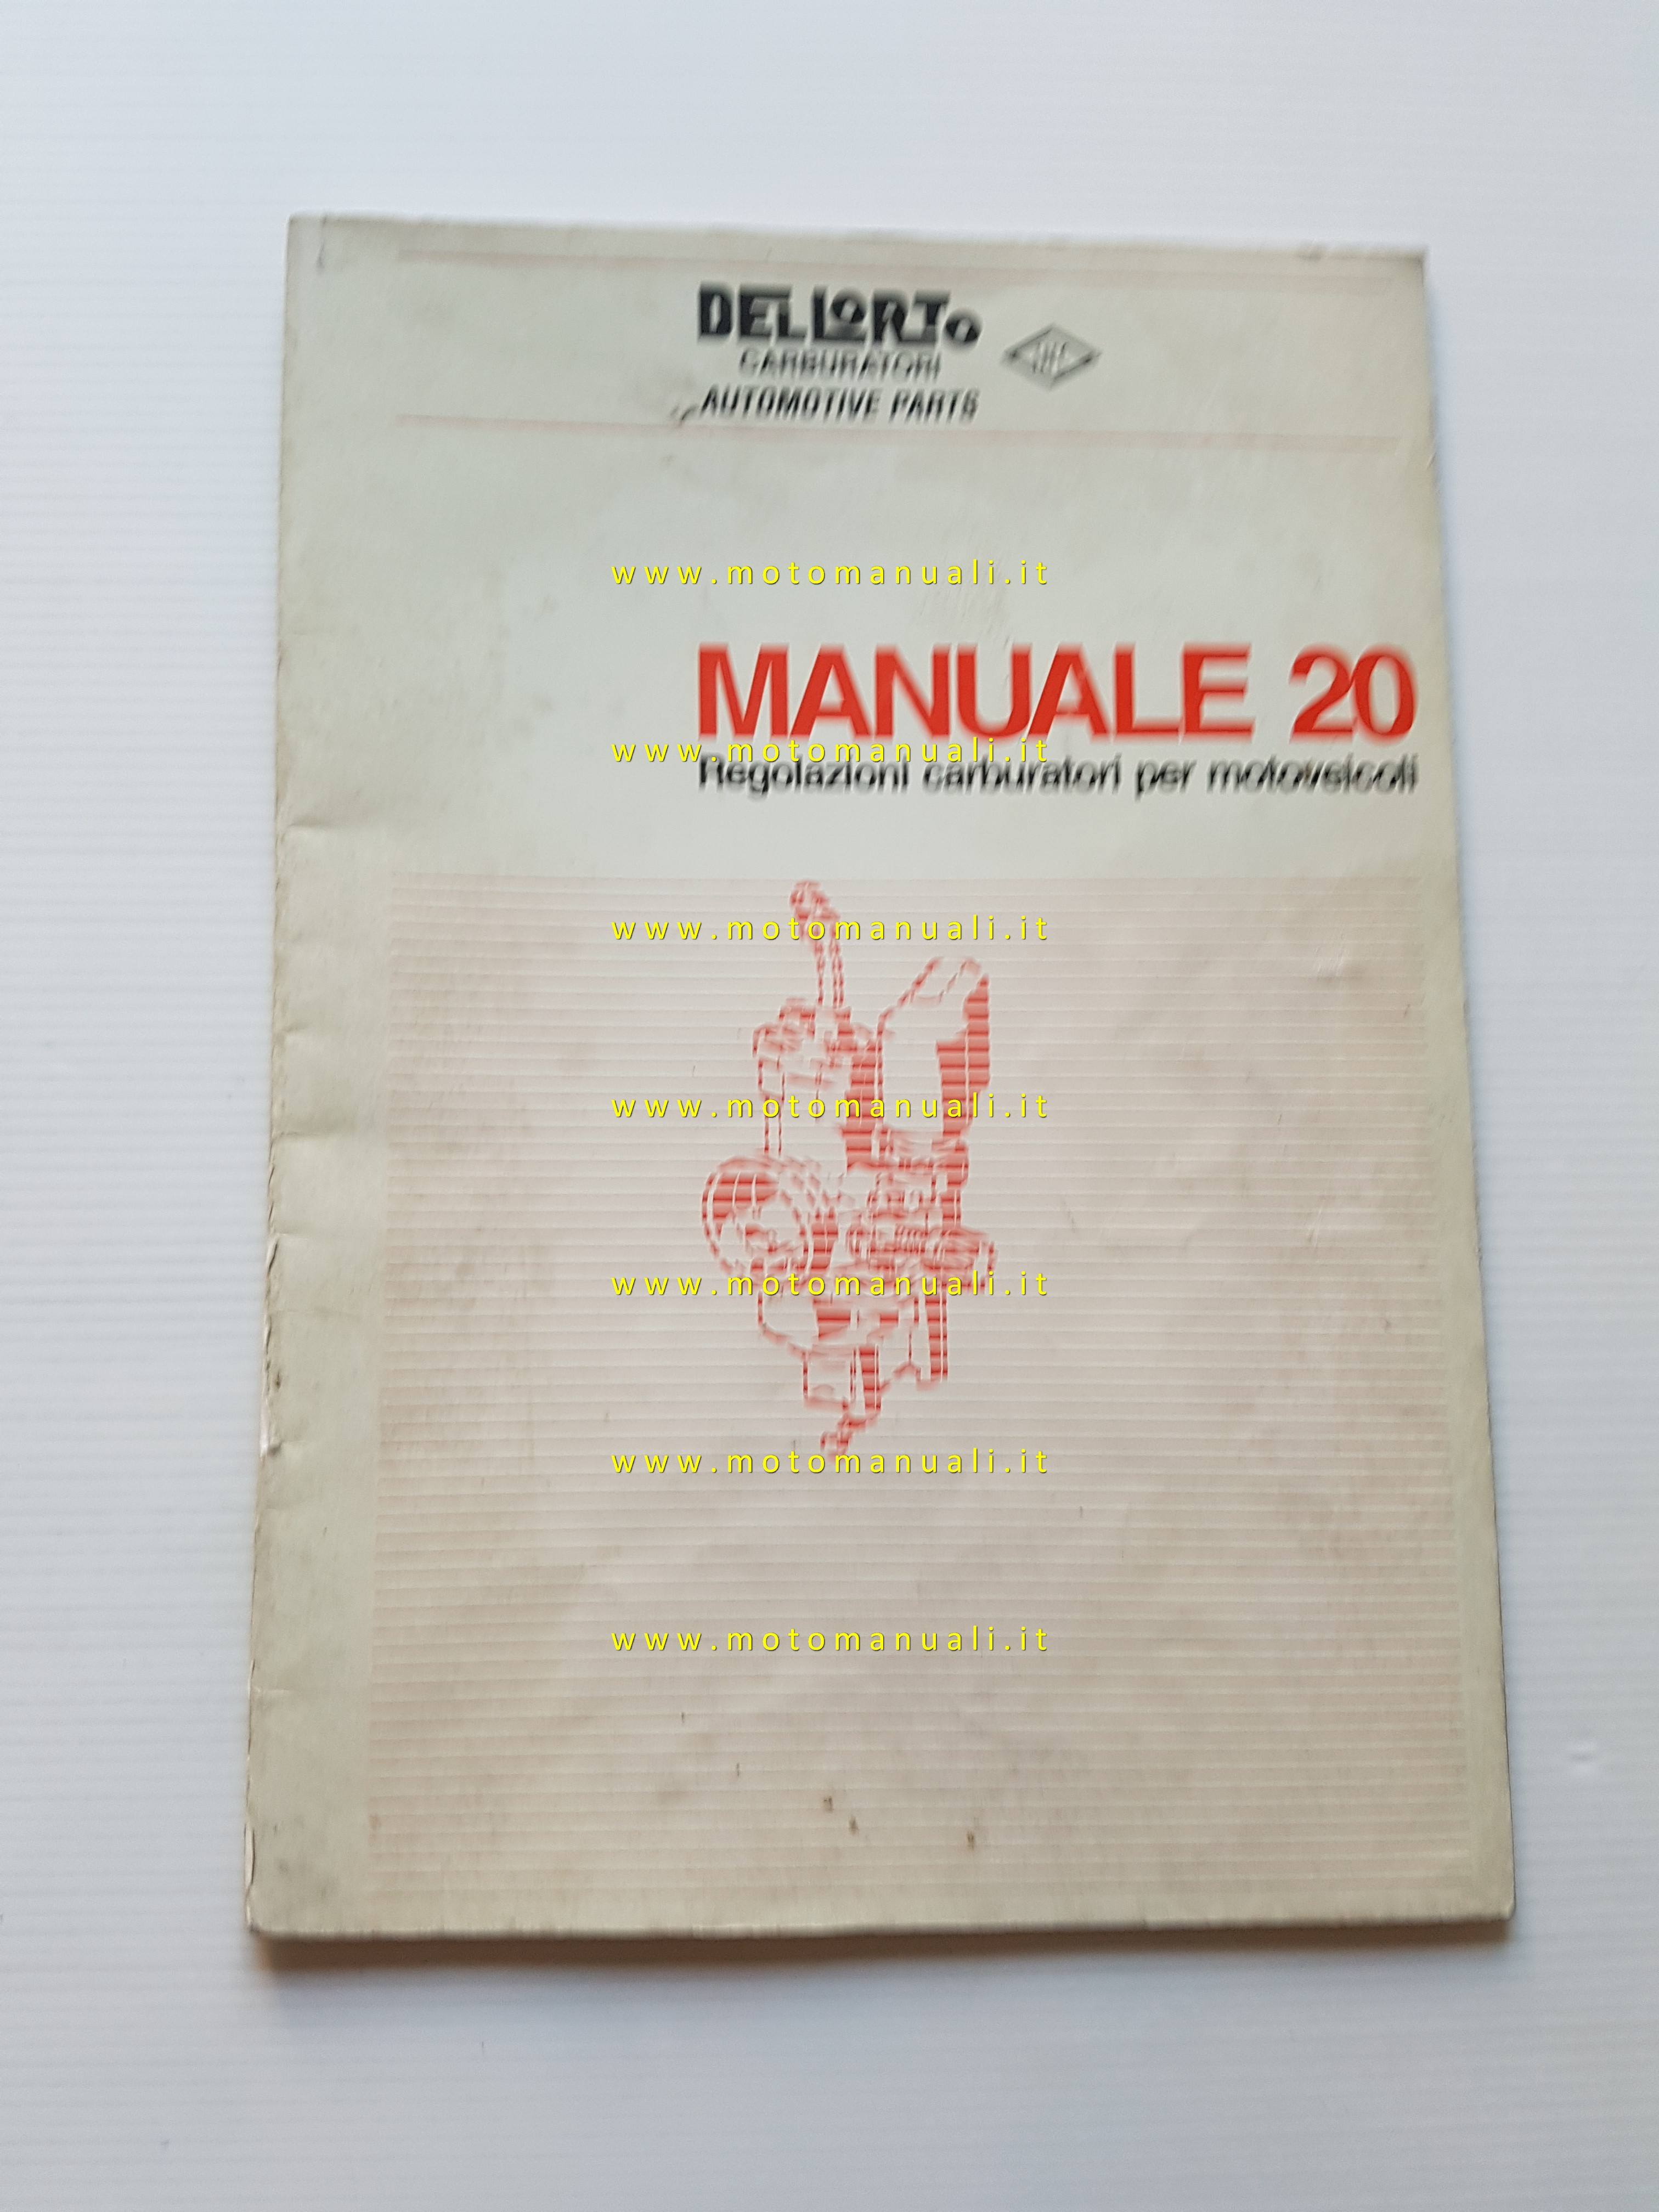 DELLORTO
CARBURATORI
AUTOMOTIVE PARTS
www.motomanuali.it
MANUALE 20
www.motomanuali.it
Regolazioni carburatori per motoveicoli
www.motomanuali.it
www.motomanuali.it
www.motomanuali.it
www.motomanuali.it
www.motomanuali.it